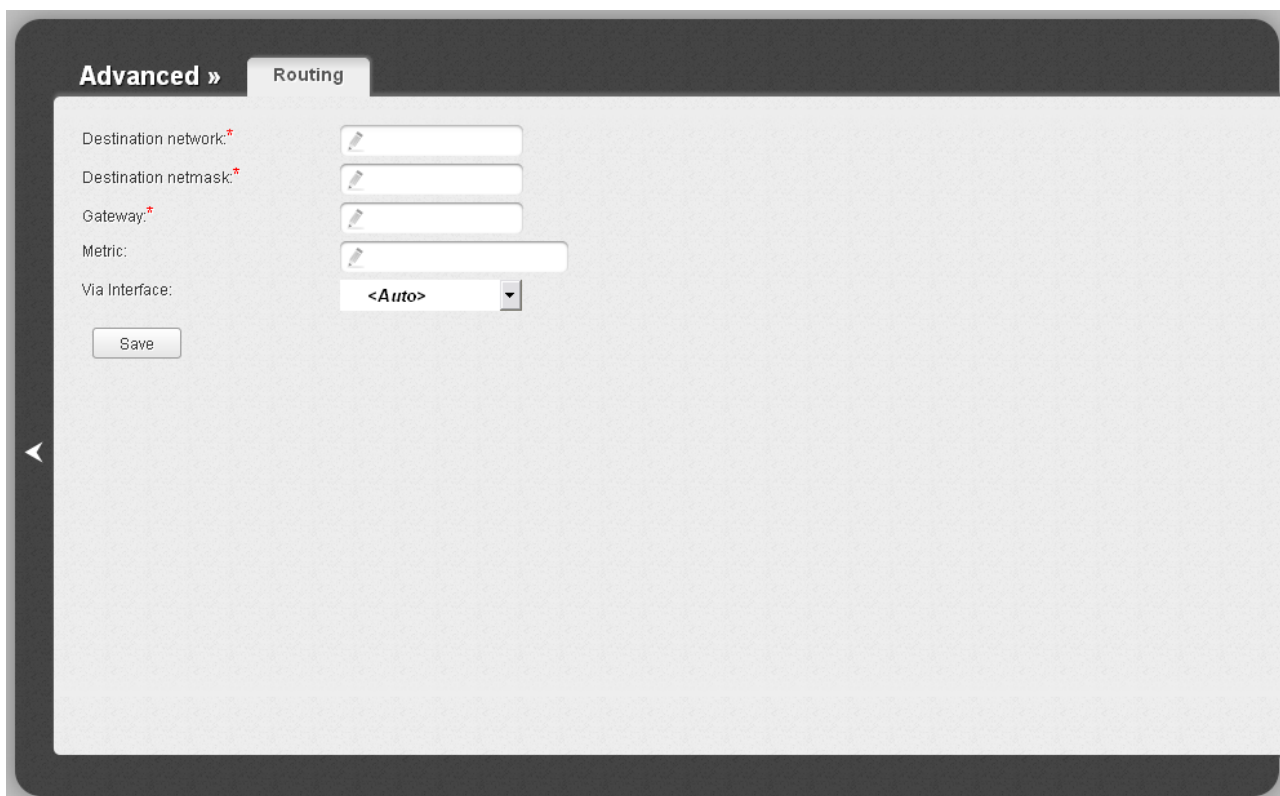 Advanced » Routing
Destination network:*
Destination netmask:*
Gateway:*
Metric:
Via Interface: <Auto>
Save